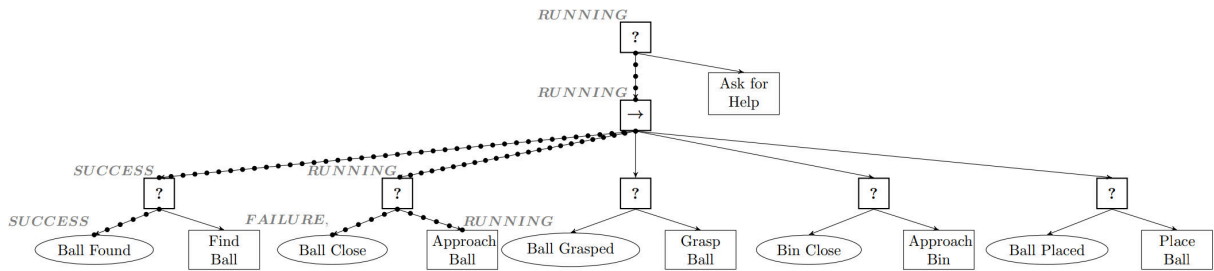 RUNNING
?
Ask for
Help
RUNNING
→
SUCCESS
?
RUNNING
?
?
?
?
SUCCESS
Ball Found
Find
Ball
FAILURE,
Ball Close
Approach
Ball
RUNNING
Ball Grasped
Grasp
Ball
Bin Close
Approach
Bin
Ball Placed
Place
Ball